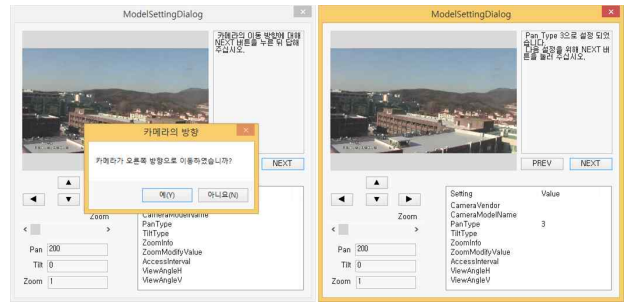 ModelSettingDialog
카메라의 이동 방향에 대해
NEXT 버튼을 누른 뒤 답해
주십시오.
카메라의 방향
카메라가 오른쪽 방향으로 이동하였습니까?
예(Y)
아니요(N)
NEXT
Zoom
CameraModelName
PanType
TiltType
ZoomInfo
ZoomModifyValue
AccessInterval
ViewAngleH
ViewAngleV
Pan 200
Tilt 0
Zoom 1
ModelSettingDialog
Pan Type 3으로 설정 되었
습니다.
다음 설정을 위해 NEXT 버
튼을 눌러 주십시오.
PREV
NEXT
Zoom
Setting Value
CameraVendor
CameraModelName
PanType 3
TiltType
ZoomInfo
ZoomModifyValue
AccessInterval
ViewAngleH
ViewAngleV
Pan 200
Tilt 0
Zoom 1